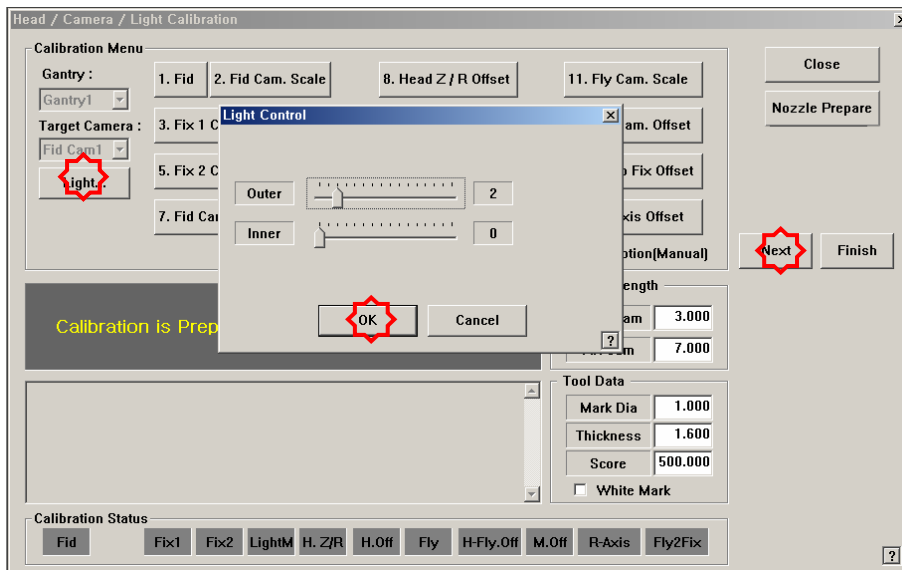 Head / Camera / Light Calibration
Calibration Menu
Gantry :
Gantry1
Target Camera :
Fid Cam1
Light...
1. Fid
2. Fid Cam. Scale
8. Head Z / R Offset
11. Fly Cam. Scale
3. Fix 1 C
am. Offset
5. Fix 2 C
Fix Offset
7. Fid Ca
xis Offset
(Manual)
Close
Nozzle Prepare
Next
Finish
Light Control
Outer
2
Inner
0
OK
Cancel
?
Calibration is Prep
ength
am
3.000
7.000
Tool Data
Mark Dia
1.000
Thickness
1.600
Score
500.000
White Mark
Calibration Status
Fid
Fix1
Fix2
LightM
H. Z/R
H.Off
Fly
H-Fly.Off
M.Off
R-Axis
Fly2Fix
?